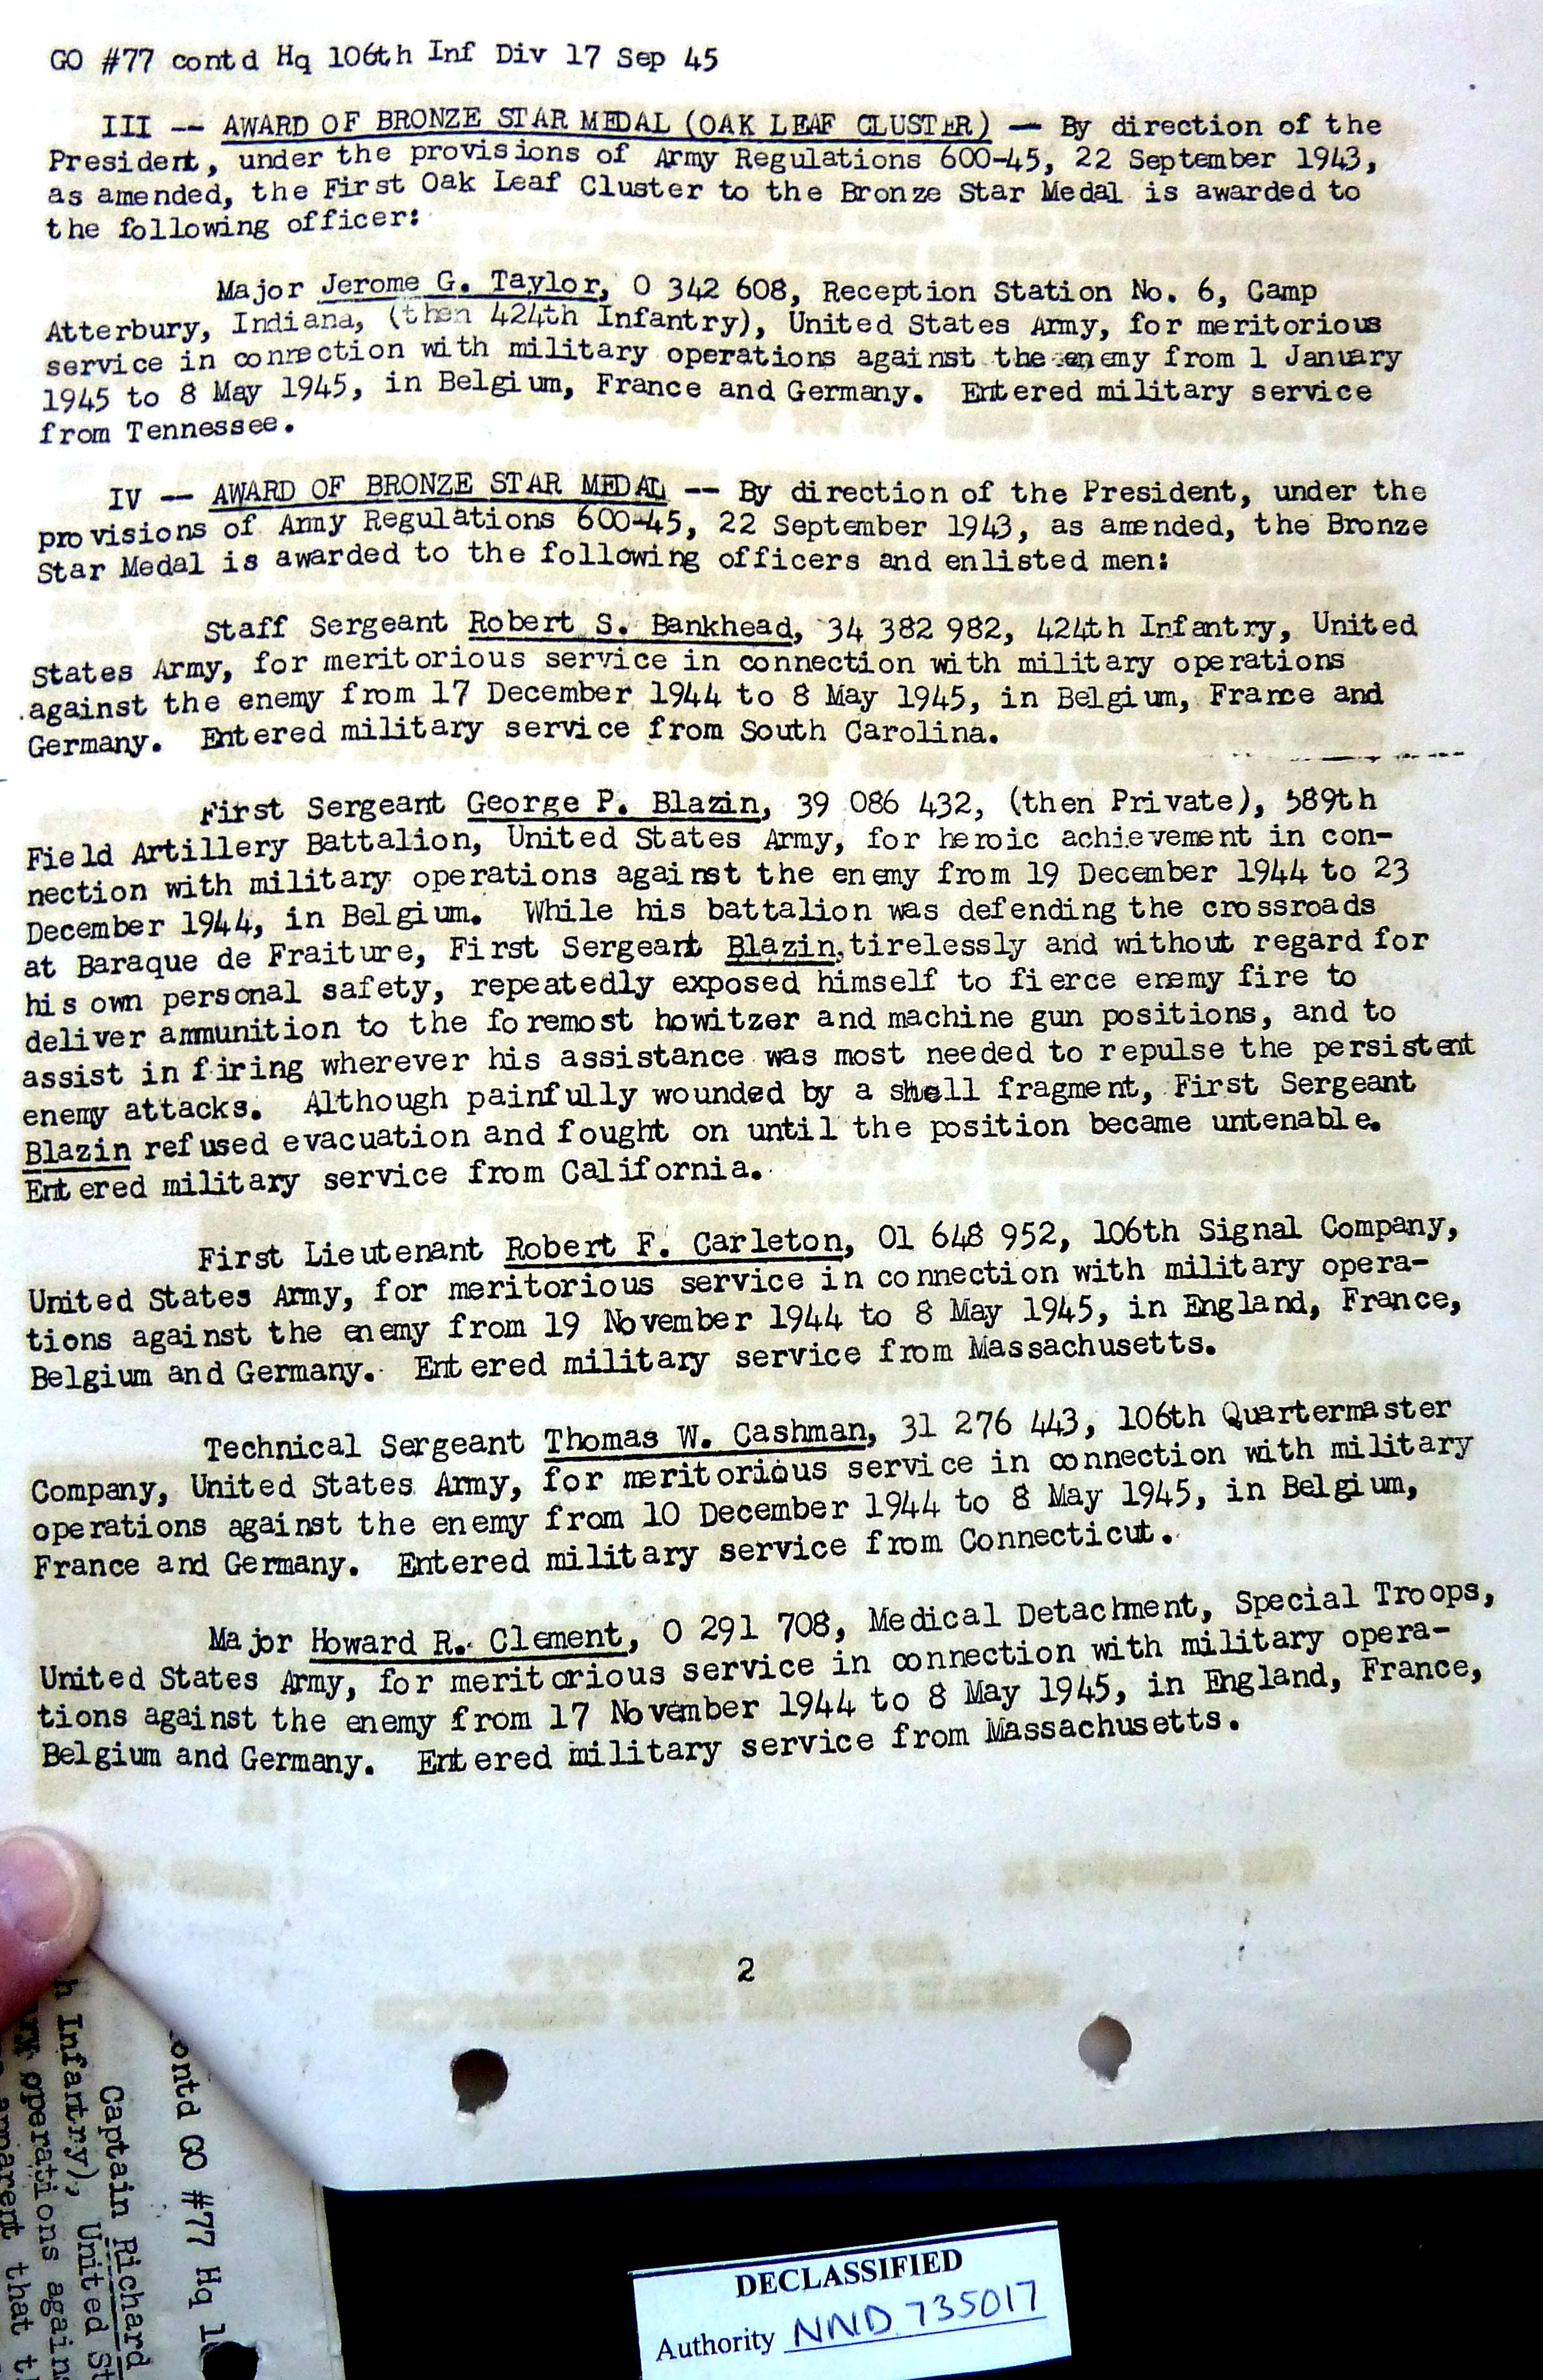 GO #77 contd Hq 106th Inf Div 17 Sep 45
III -- AWARD OF BRONZE STAR MEDAL (OAK LEAF CLUSTER) -- By direction of the
President, under the provisions of Army Regulations 600-45, 22 September 1943,
as amended, the First Oak Leaf Cluster to the Bronze Star Medal is awarded to
the following officer:
Major Jerome G. Taylor, O 342 608, Reception Station No. 6, Camp
Atterbury, Indiana, (then 424th Infantry), United States Army, for meritorious
service in connection with military operations against the enemy from 1 January
1945 to 8 May 1945, in Belgium, France and Germany. Entered military service
from Tennessee.
IV -- AWARD OF BRONZE STAR MEDAL -- By direction of the President, under the
provisions of Army Regulations 600-45, 22 September 1943, as amended, the Bronze
Star Medal is awarded to the following officers and enlisted men:
Staff Sergeant Robert S. Bankhead, 34 382 982, 424th Infantry, United
States Army, for meritorious service in connection with military operations
against the enemy from 17 December 1944 to 8 May 1945, in Belgium, France and
Germany. Entered military service from South Carolina.
First Sergeant George P. Blazin, 39 086 432, (then Private), 589th
Field Artillery Battalion, United States Army, for heroic achievement in con-
nection with military operations against the enemy from 19 December 1944 to 23
December 1944, in Belgium. While his battalion was defending the crossroads
at Baraque de Fraiture, First Sergeant Blazin, tirelessly and without regard for
his own personal safety, repeatedly exposed himself to fierce enemy fire to
deliver ammunition to the foremost howitzer and machine gun positions, and to
assist in firing wherever his assistance was most needed to repulse the persistent
enemy attacks. Although painfully wounded by a shell fragment, First Sergeant
Blazin refused evacuation and fought on until the position became untenable.
Entered military service from California.
First Lieutenant Robert F. Carleton, O1 648 952, 106th Signal Company,
United States Army, for meritorious service in connection with military opera-
tions against the enemy from 19 November 1944 to 8 May 1945, in England, France,
Belgium and Germany. Entered military service from Massachusetts.
Technical Sergeant Thomas W. Cashman, 31 276 443, 106th Quartermaster
Company, United States Army, for meritorious service in connection with military
operations against the enemy from 10 December 1944 to 8 May 1945, in Belgium,
France and Germany. Entered military service from Connecticut.
Major Howard R. Clement, O 291 708, Medical Detachment, Special Troops,
United States Army, for meritorious service in connection with military opera-
tions against the enemy from 17 November 1944 to 8 May 1945, in England, France,
Belgium and Germany. Entered military service from Massachusetts.
2
ontd GO #77 Hq 1
Captain Richard
h Infantry), United St
operations again
that
DECLASSIFIED
Authority NND 735017